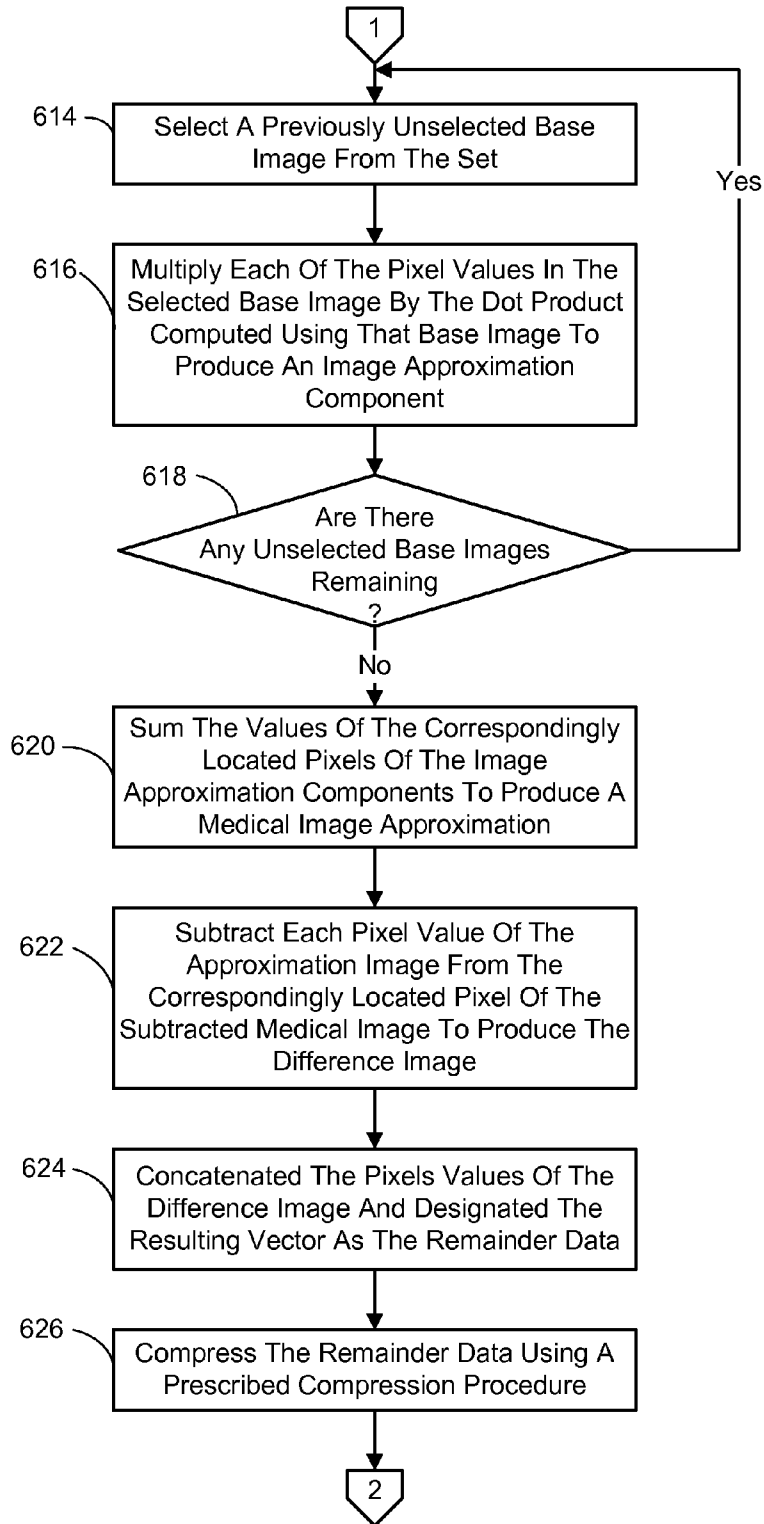 1
614
Select A Previously Unselected Base
Image From The Set
Yes
616
Multiply Each Of The Pixel Values In The
Selected Base Image By The Dot Product
Computed Using That Base Image To
Produce An Image Approximation
Component
618
Are There
Any Unselected Base Images
Remaining
?
No
620
Sum The Values Of The Correspondingly
Located Pixels Of The Image
Approximation Components To Produce A
Medical Image Approximation
622
Subtract Each Pixel Value Of The
Approximation Image From The
Correspondingly Located Pixel Of The
Subtracted Medical Image To Produce The
Difference Image
624
Concatenated The Pixels Values Of The
Difference Image And Designated The
Resulting Vector As The Remainder Data
626
Compress The Remainder Data Using A
Prescribed Compression Procedure
2